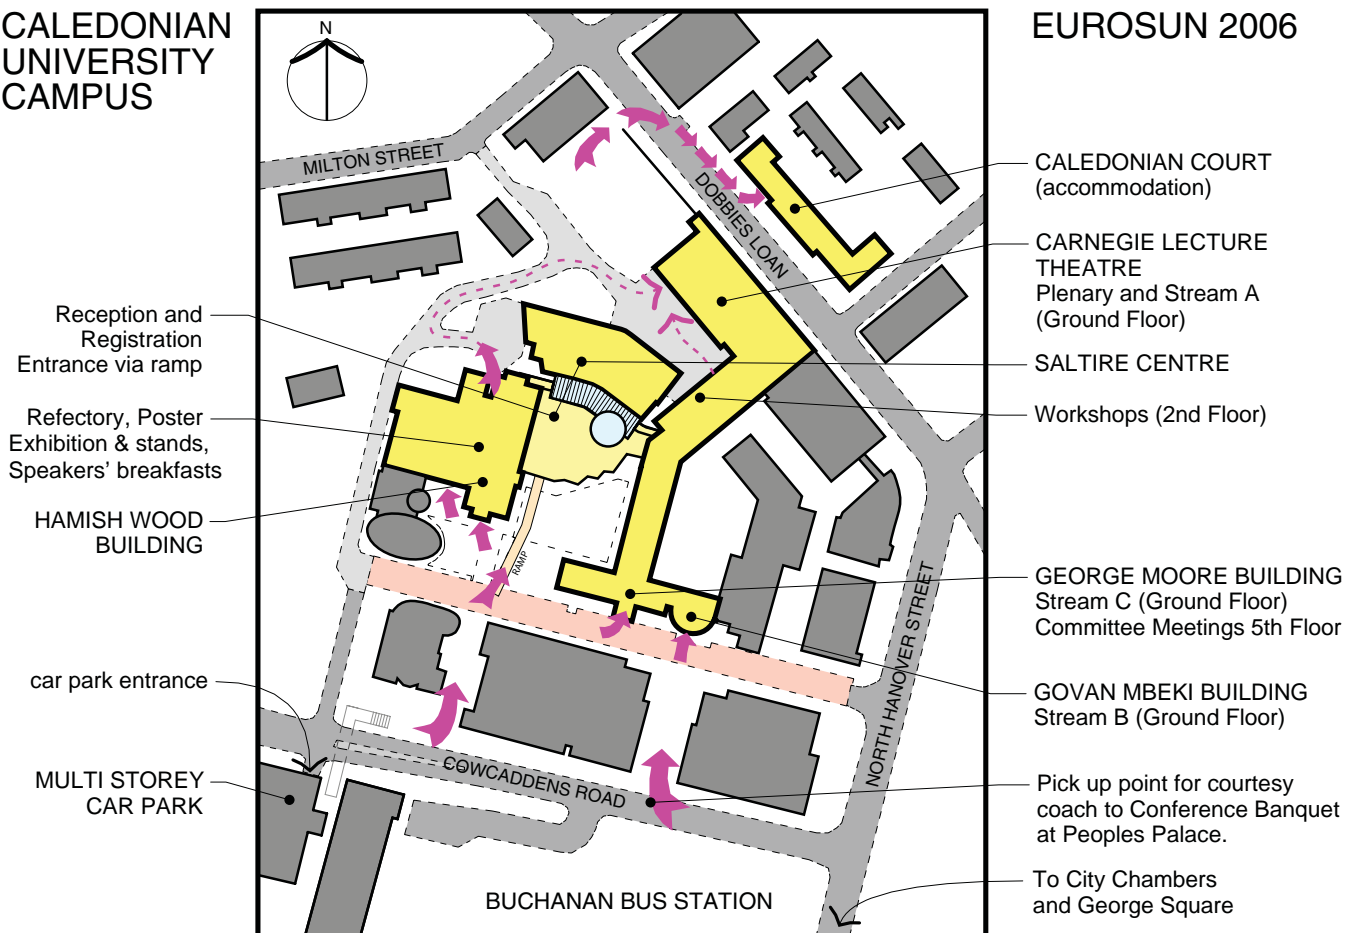 CALEDONIAN
UNIVERSITY
CAMPUS
EUROSUN 2006
N
MILTON STREET
DOBBIES LOAN
CALEDONIAN COURT
(accommodation)
CARNEGIE LECTURE
THEATRE
Plenary and Stream A
(Ground Floor)
Reception and
Registration
Entrance via ramp
SALTIRE CENTRE
Refectory, Poster
Exhibition & stands,
Speakers' breakfasts
Workshops (2nd Floor)
HAMISH WOOD
BUILDING
RAMP
GEORGE MOORE BUILDING
Stream C (Ground Floor)
Committee Meetings 5th Floor
NORTH HANOVER STREET
car park entrance
GOVAN MBEKI BUILDING
Stream B (Ground Floor)
MULTI STOREY
CAR PARK
COWCADDENS ROAD
Pick up point for courtesy
coach to Conference Banquet
at Peoples Palace.
BUCHANAN BUS STATION
To City Chambers
and George Square